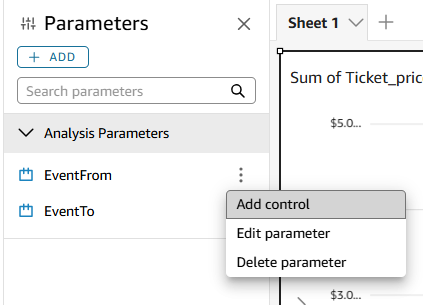 Parameters
ADD
Search parameters
Analysis Parameters
EventFrom
EventTo
Add control
Edit parameter
Delete parameter
Sheet 1
Sum of Ticket_pric
$5.0...
$3.0...